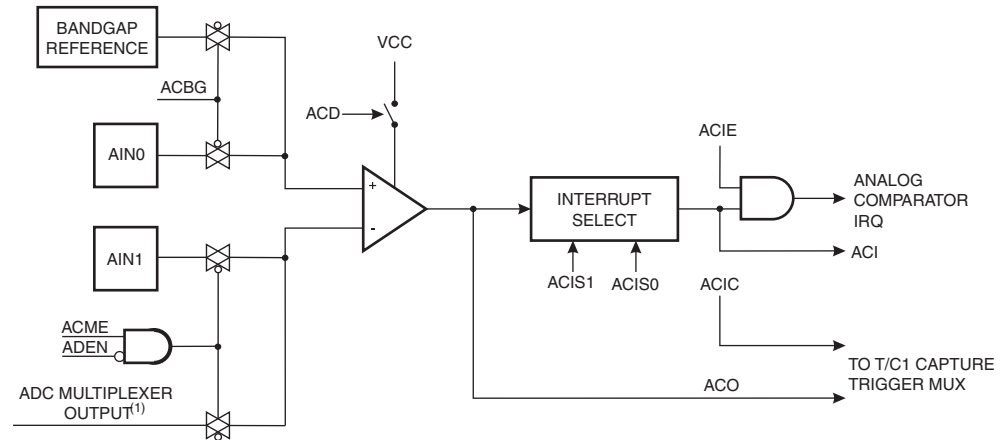 BANDGAP
REFERENCE
ACBG
AIN0
VCC
ACD
+
-
INTERRUPT
SELECT
ACIS1
ACIS0
ACIE
ANALOG
COMPARATOR
IRQ
ACI
ACIC
TO T/C1 CAPTURE
TRIGGER MUX
ACO
AIN1
ACME
ADEN
ADC MULTIPLEXER
OUTPUT(1)